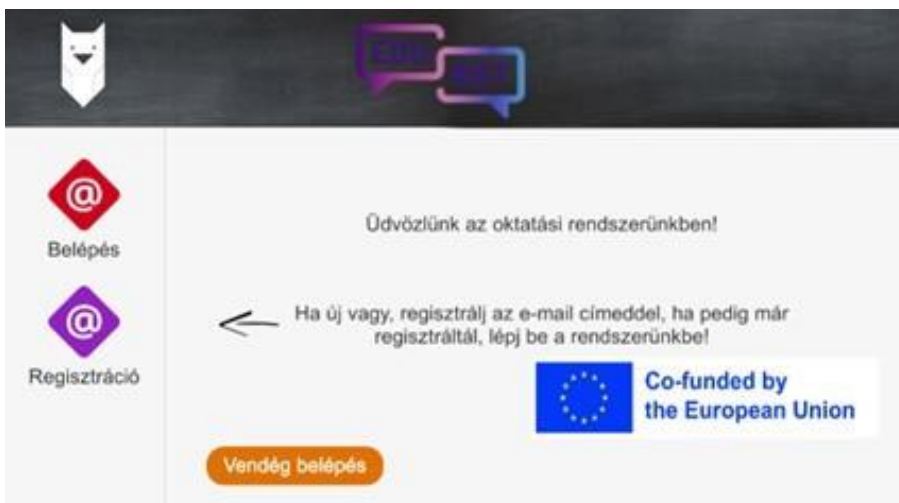 @
Belépés
@
Regisztráció
Üdvözlünk az oktatási rendszerünkben!
Ha új vagy, regisztrálj az e-mail címeddel, ha pedig már
regisztráltál, lépj be a rendszerünkbe!
Co-funded by
the European Union
Vendég belépés